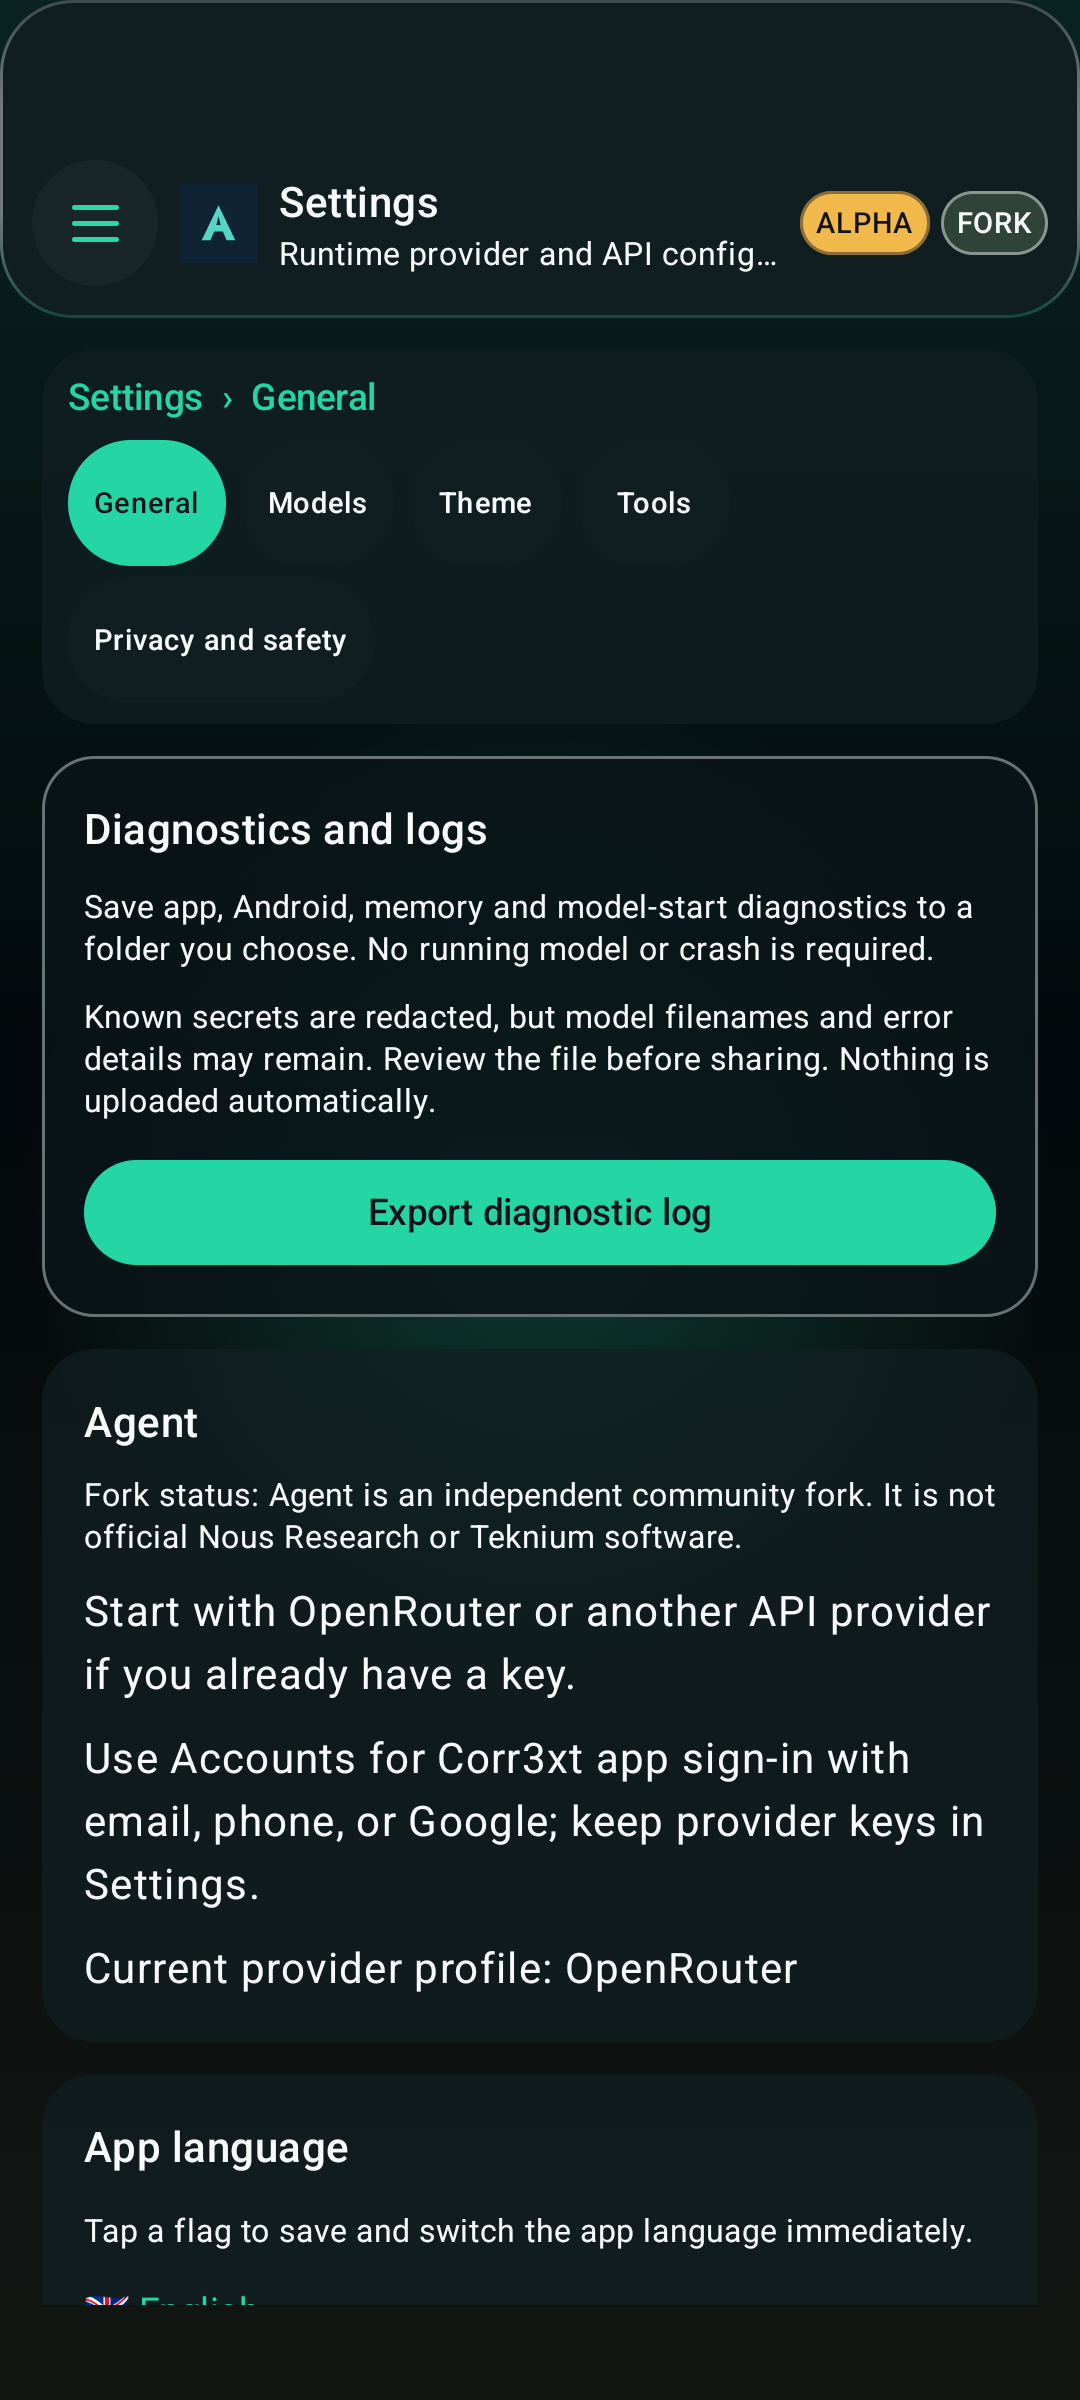 A
Settings
Runtime provider and API config…
ALPHA
FORK
Settings › General
General
Models
Theme
Tools
Privacy and safety
Diagnostics and logs
Save app, Android, memory and model-start diagnostics to a
folder you choose. No running model or crash is required.
Known secrets are redacted, but model filenames and error
details may remain. Review the file before sharing. Nothing is
uploaded automatically.
Export diagnostic log
Agent
Fork status: Agent is an independent community fork. It is not
official Nous Research or Teknium software.
Start with OpenRouter or another API provider
if you already have a key.
Use Accounts for Corr3xt app sign-in with
email, phone, or Google; keep provider keys in
Settings.
Current provider profile: OpenRouter
App language
Tap a flag to save and switch the app language immediately.
English